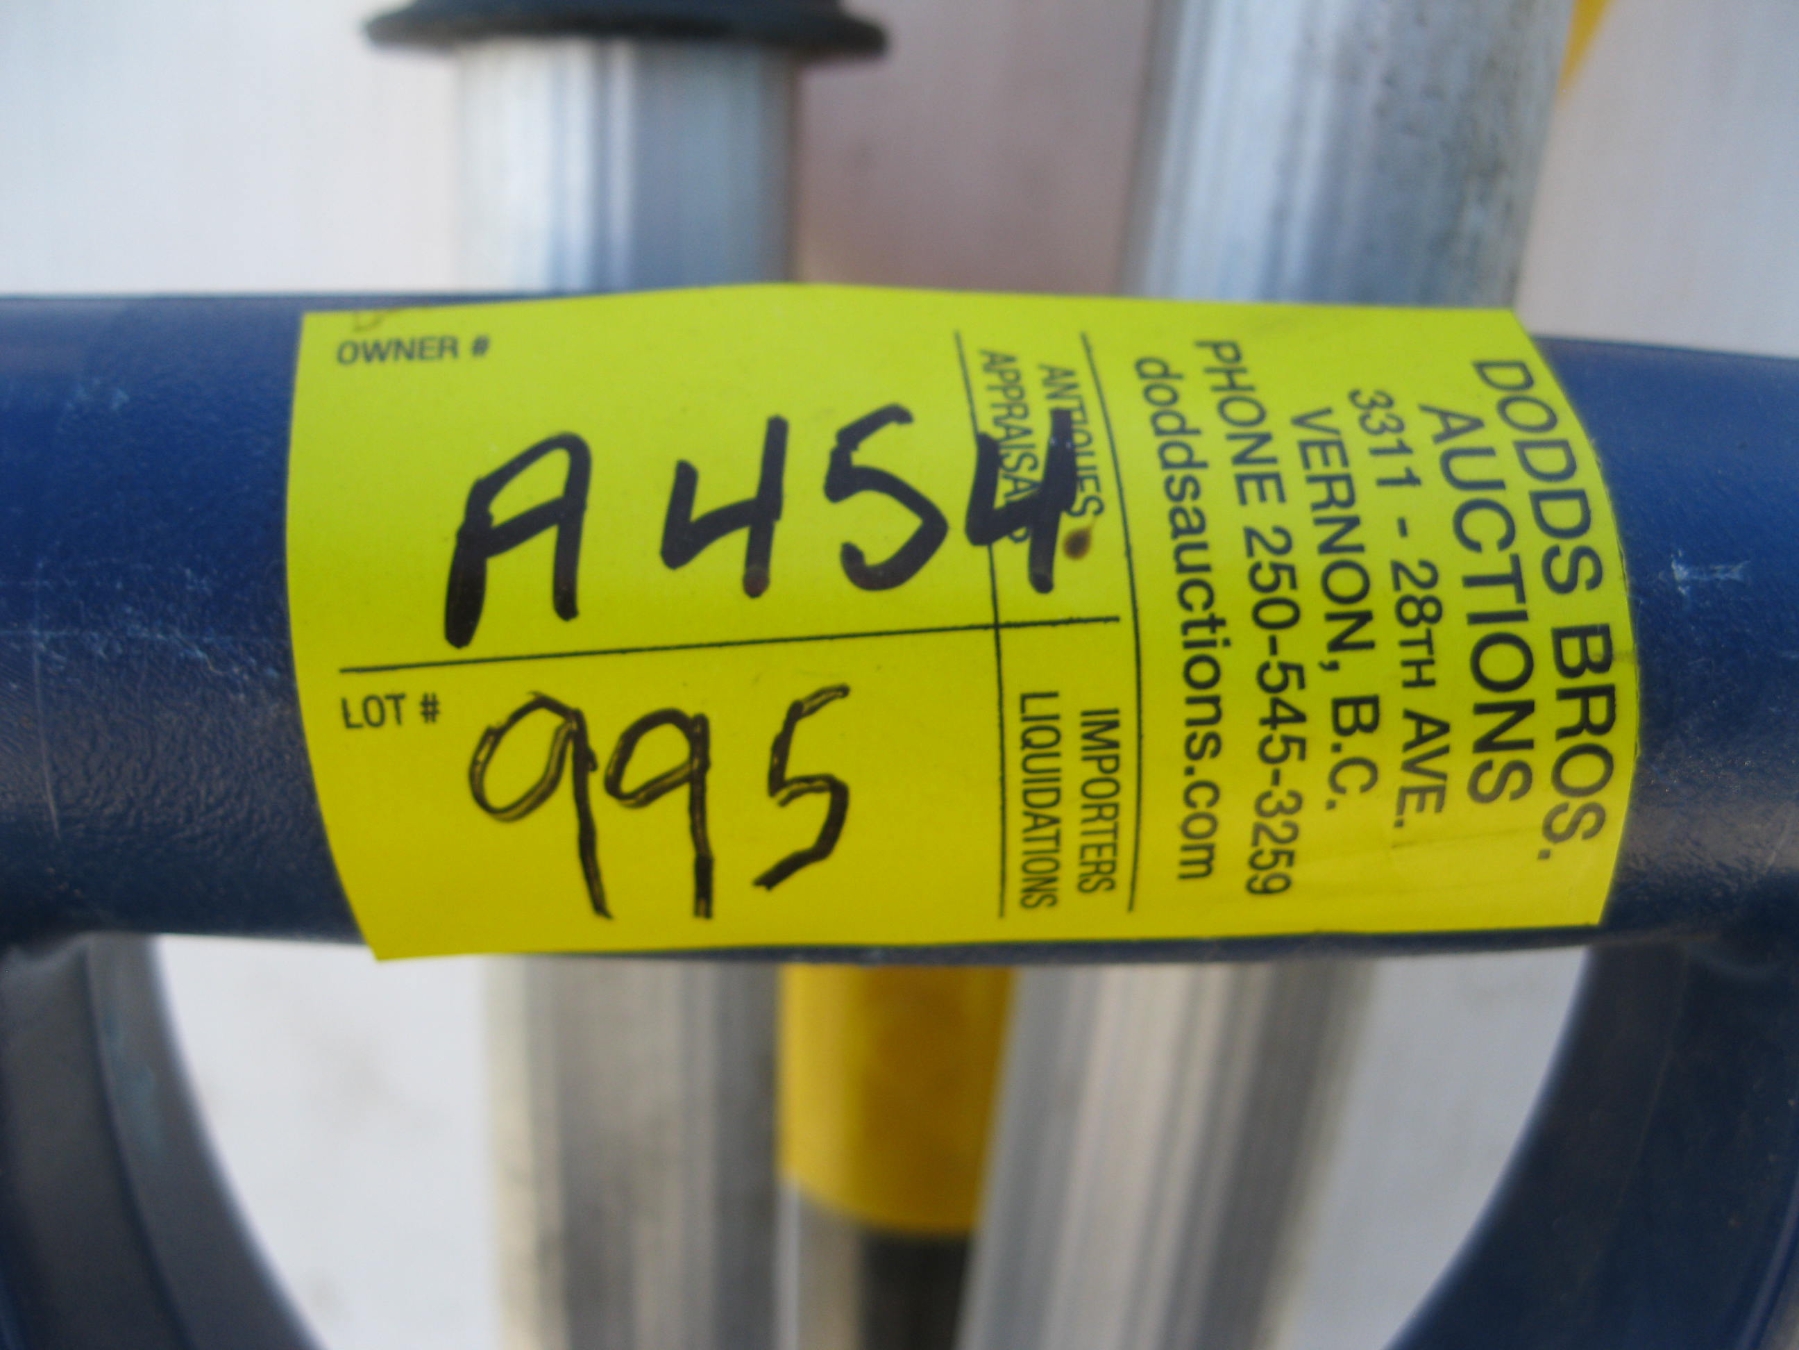 OWNER #
A454
LOT #
995
DODDS BROS.
AUCTIONS
3311 - 28TH AVE.
VERNON, B.C.
PHONE 250-545-3259
doddsauctions.com
ANTIQUES
APPRAISALS
IMPORTERS
LIQUIDATIONS